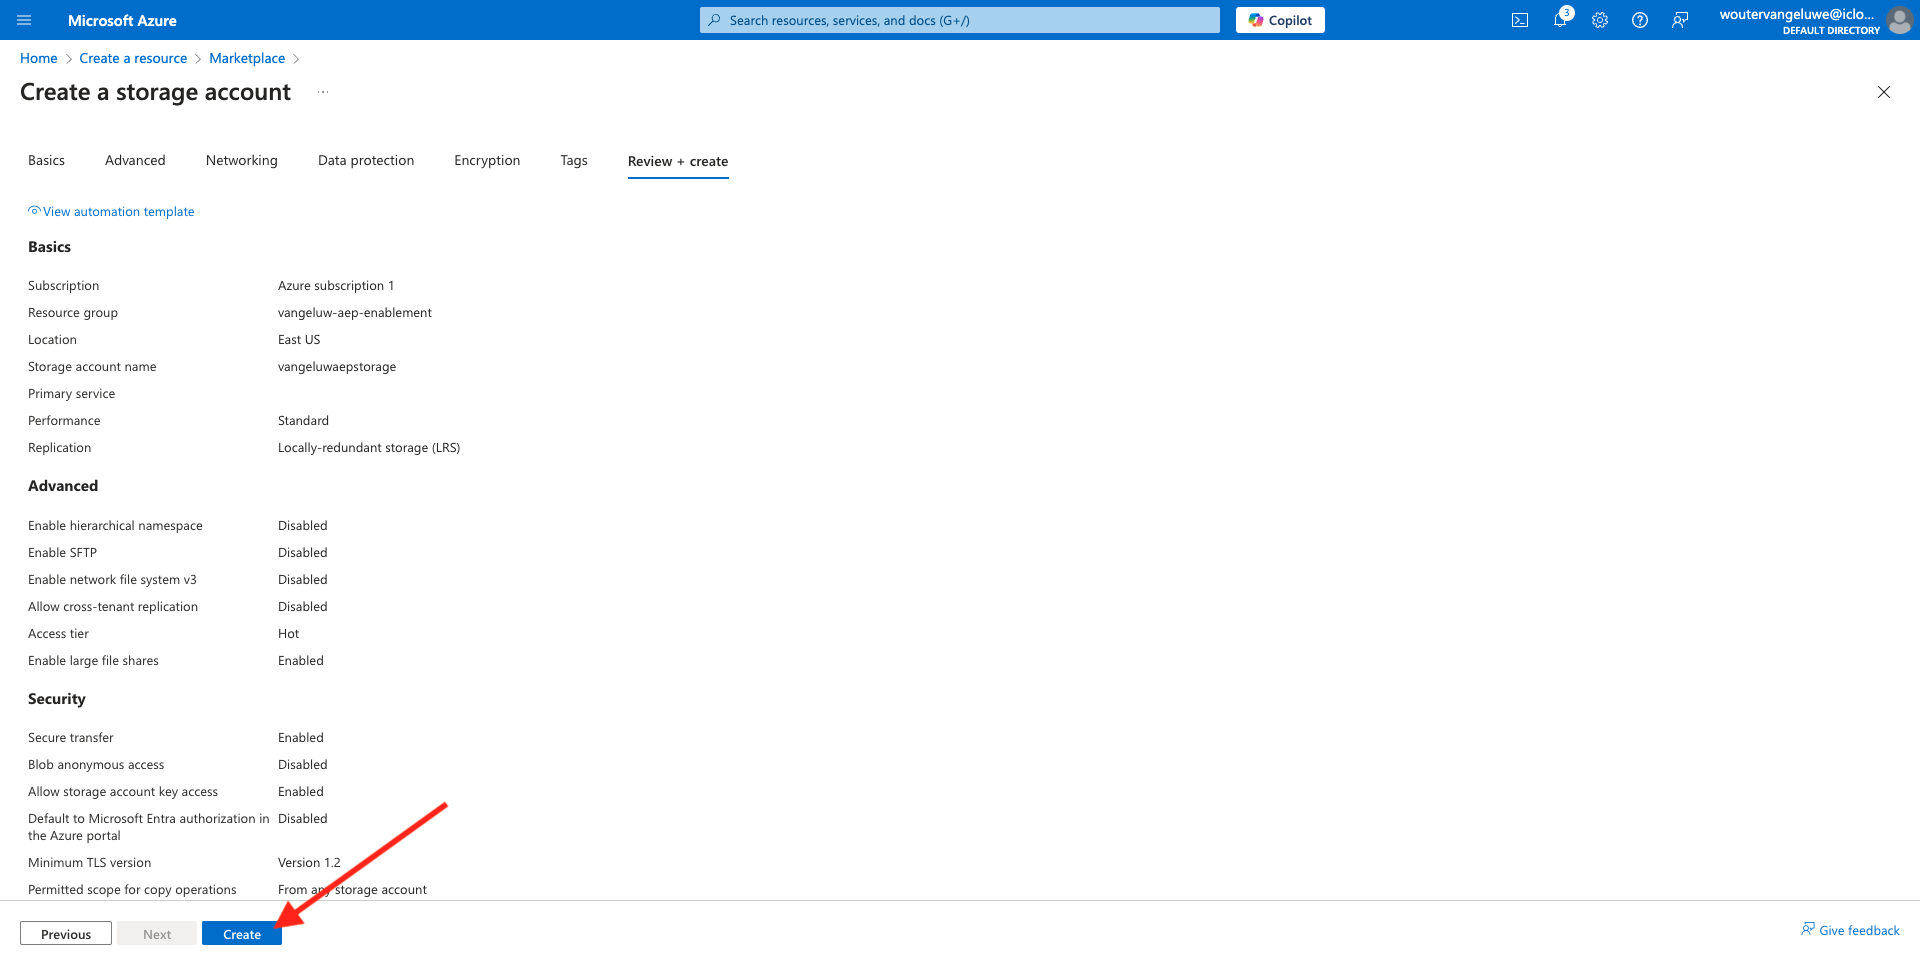 Microsoft Azure
Search resources, services, and docs (G+/)
Copilot
3
woutervangeluwe@iclo...
DEFAULT DIRECTORY
Home > Create a resource > Marketplace >
Create a storage account ...
Basics
Advanced
Networking
Data protection
Encryption
Tags
Review + create
View automation template
Basics
Subscription Azure subscription 1
Resource group vangeluw-aep-enablement
Location East US
Storage account name vangeluwaepstorage
Primary service
Performance Standard
Replication Locally-redundant storage (LRS)
Advanced
Enable hierarchical namespace Disabled
Enable SFTP Disabled
Enable network file system v3 Disabled
Allow cross-tenant replication Disabled
Access tier Hot
Enable large file shares Enabled
Security
Secure transfer Enabled
Blob anonymous access Disabled
Allow storage account key access Enabled
Default to Microsoft Entra authorization in Disabled
the Azure portal
Minimum TLS version Version 1.2
Permitted scope for copy operations From any storage account
Previous
Next
Create
Give feedback